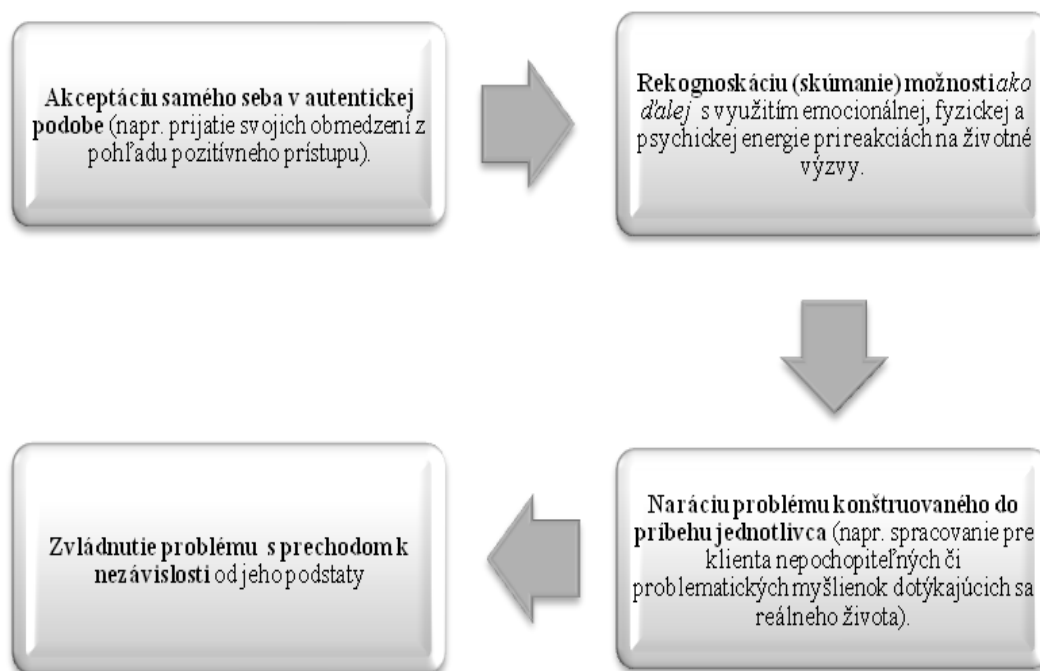 Akceptáciu samého seba v autentickej
podobe (napr. prijatie svojich obmedzení z
pohľadu pozitívneho prístupu).
Rekognoskáciu (skúmanie) možnosti ako
ďalej s využitím emocionálnej, fyzickej a
psychickej energie pri reakciách na životné
výzvy.
Naráciu problému konštruovaného do
príbehu jednotlivca (napr. spracovanie pre
klienta nepochopiteľných či
problematických myšlienok dotýkajúcich sa
reálneho života).
Zvládnutie problému s prechodom k
nezávislosti od jeho podstaty